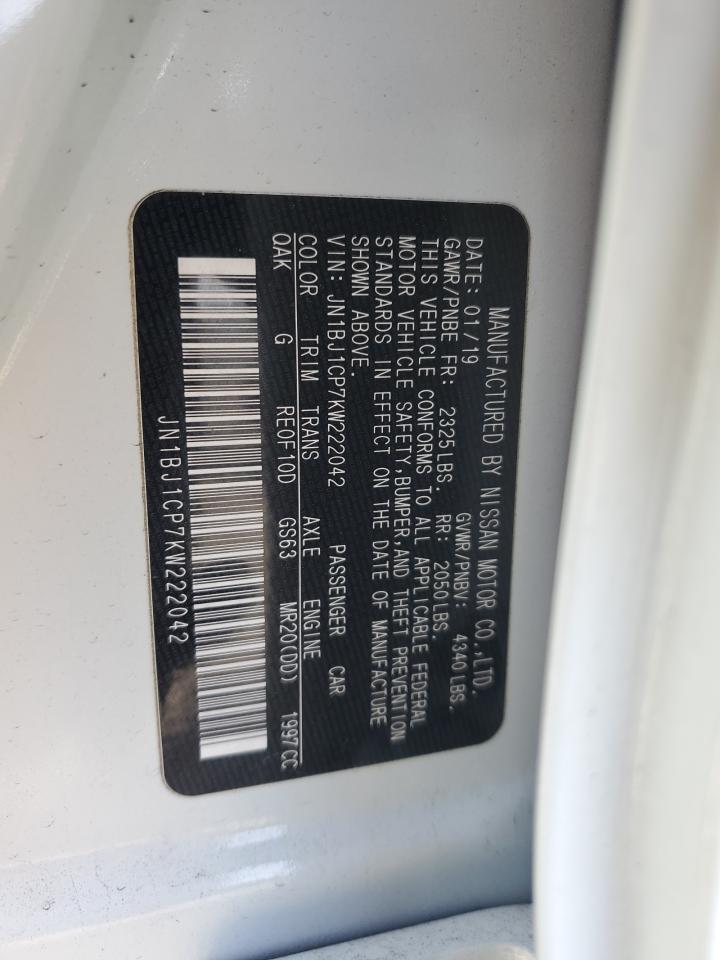 MANUFACTURED BY NISSAN MOTOR CO.,LTD.
DATE: 01/19 GVWR/PNBV: 4340LBS.
GAWR/PNBE FR: 2325LBS. RR: 2050LBS.
THIS VEHICLE CONFORMS TO ALL APPLICABLE FEDERAL
MOTOR VEHICLE SAFETY,BUMPER,AND THEFT PREVENTION
STANDARDS IN EFFECT ON THE DATE OF MANUFACTURE
SHOWN ABOVE.
VIN: JN1BJ1CP7KW222042 PASSENGER CAR
COLOR TRIM TRANS AXLE ENGINE
QAK G RE0F10D GS63 MR20(DD) 1997CC
JN1BJ1CP7KW222042